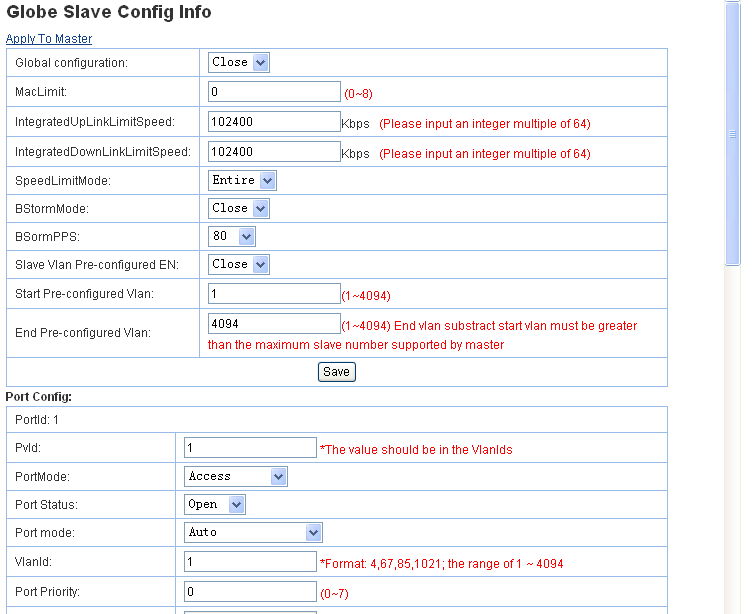 Globe Slave Config Info
Apply To Master
Global configuration: Close
MacLimit: 0 (0~8)
IntegratedUpLinkLimitSpeed: 102400 Kbps (Please input an integer multiple of 64)
IntegratedDownLinkLimitSpeed: 102400 Kbps (Please input an integer multiple of 64)
SpeedLimitMode: Entire
BStormMode: Close
BSormPPS: 80
Slave Vlan Pre-configured EN: Close
Start Pre-configured Vlan: 1 (1~4094)
End Pre-configured Vlan: 4094 (1~4094) End vlan substract start vlan must be greater
than the maximum slave number supported by master
Save
Port Config:
PortId: 1
PvId: 1 *The value should be in the VlanIds
PortMode: Access
Port Status: Open
Port mode: Auto
VlanId: 1 *Format: 4,67,85,1021; the range of 1 ~ 4094
Port Priority: 0 (0~7)